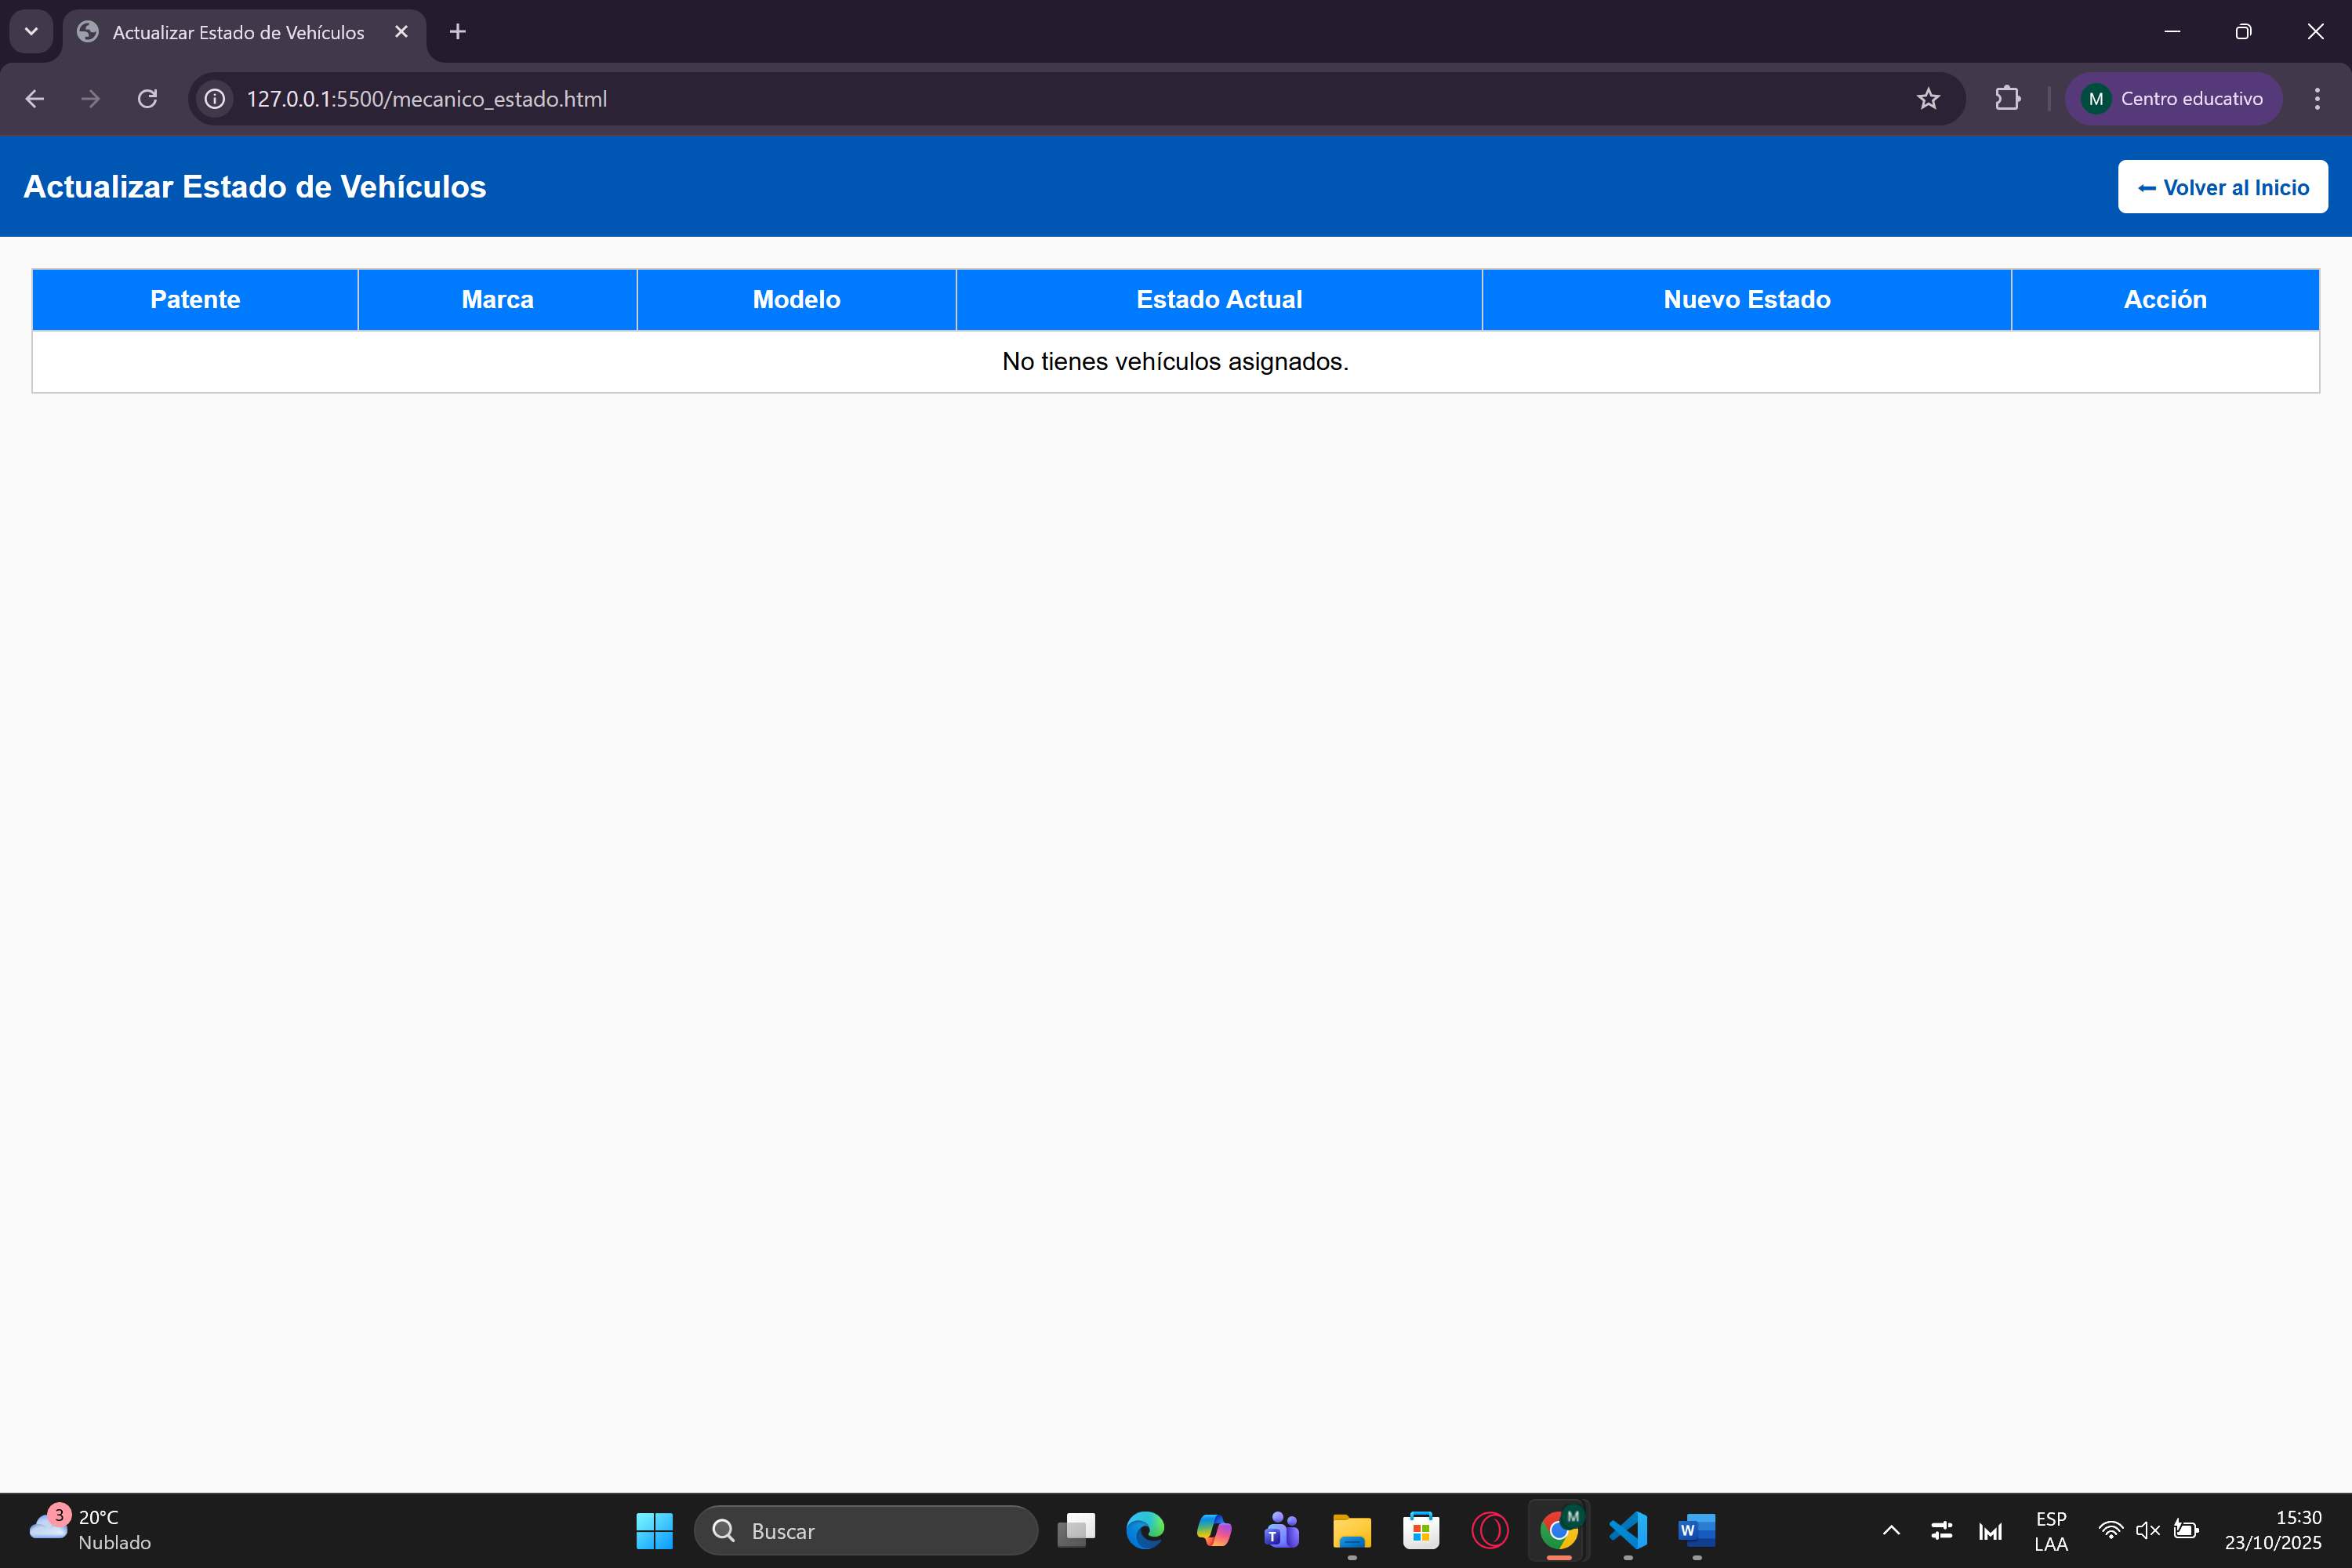 Actualizar Estado de Vehículos
127.0.0.1:5500/mecanico_estado.html
M Centro educativo
Actualizar Estado de Vehículos
Volver al Inicio
Patente Marca Modelo Estado Actual Nuevo Estado Acción
No tienes vehículos asignados.
3
20°C
Nublado
Buscar
T
M
W
ESP
LAA
15:30
23/10/2025